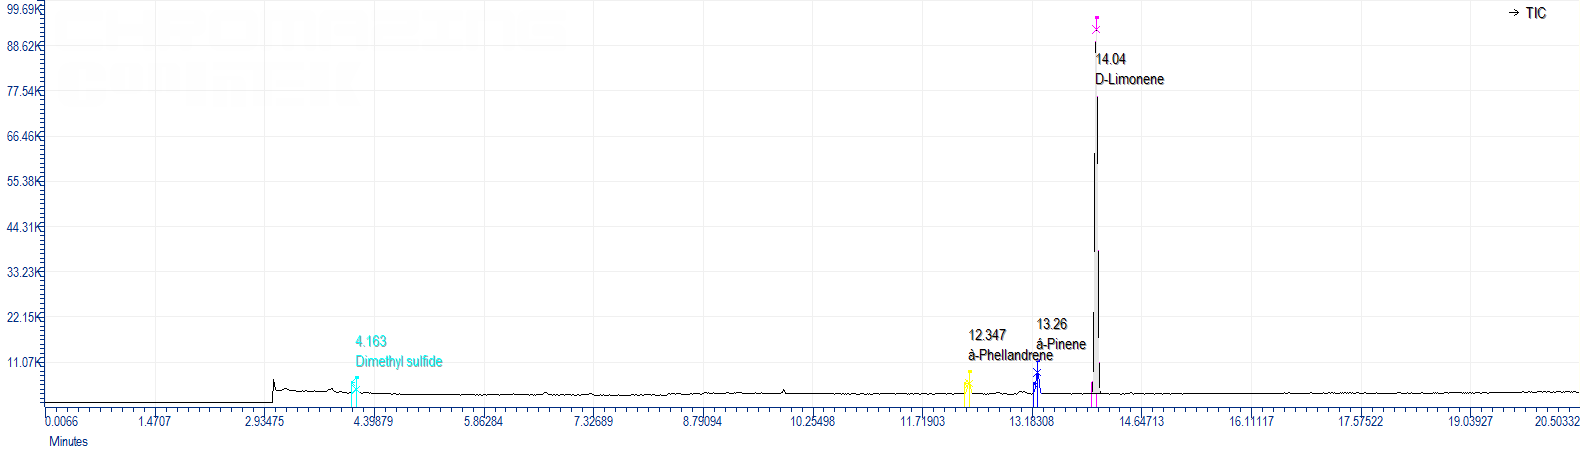 99.69K
→ TIC
88.62K
14.04
D-Limonene
77.54K
66.46K
55.38K
44.31K
33.23K
22.15K
13.26
â-Pinene
12.347
à-Phellandrene
4.163
Dimethyl sulfide
11.07K
0.0066 1.4707 2.93475 4.39879 5.86284 7.32689 8.79094 10.25498 11.71903 13.18308 14.64713 16.11117 17.57522 19.03927 20.50332
Minutes